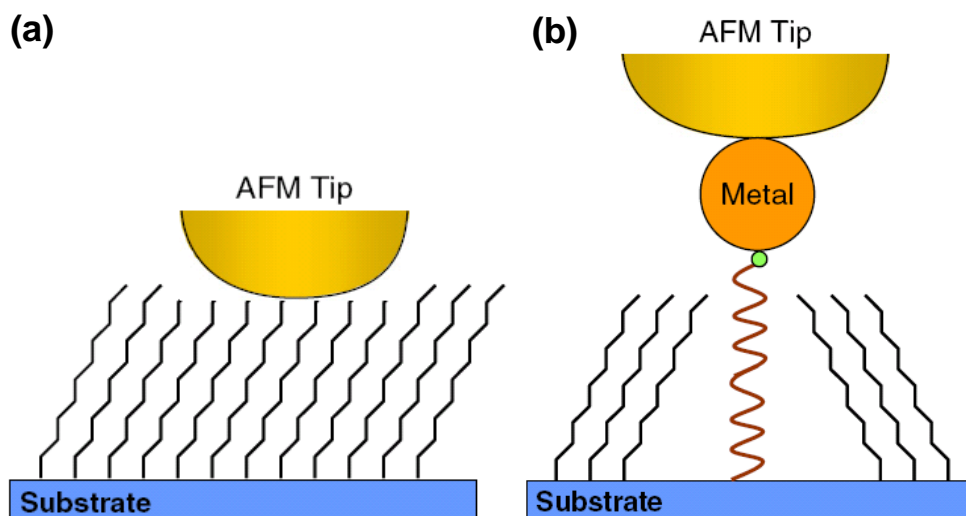 (a)
AFM Tip
Substrate
(b)
AFM Tip
Metal
Substrate